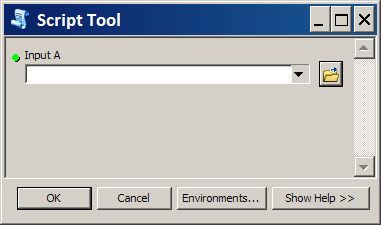 Script Tool
Input A
OK
Cancel
Environments...
Show Help >>